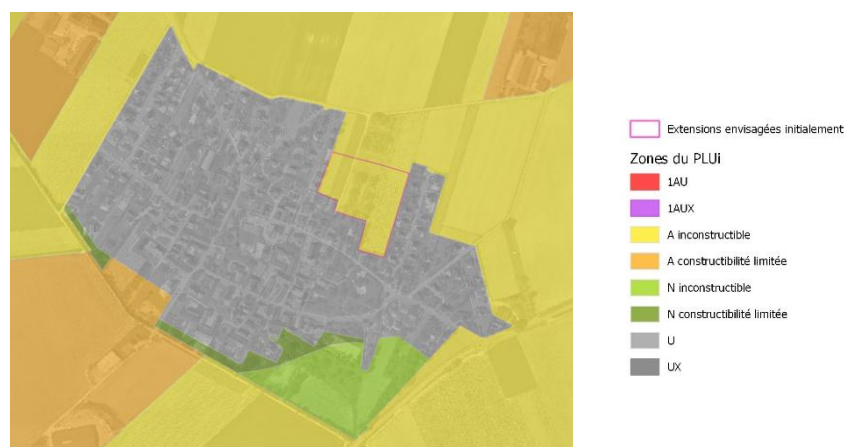 Extensions envisagées initialement
Zones du PLUi
1AU
1AUX
A inconstructible
A constructibilité limitée
N inconstructible
N constructibilité limitée
U
UX